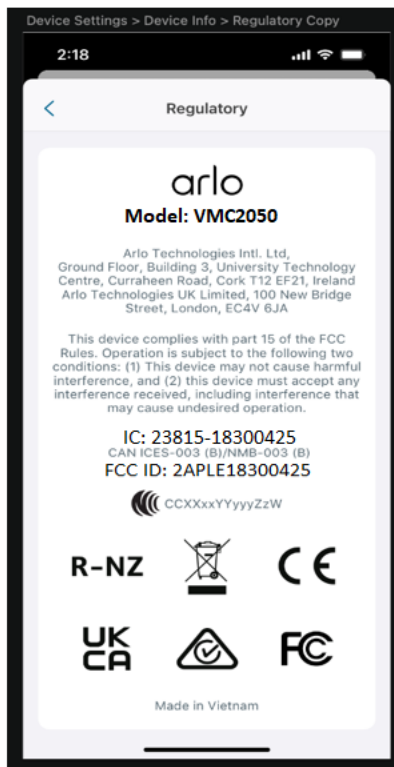 Device Settings > Device Info > Regulatory Copy
2:18
Regulatory
arlo
Model: VMC2050
Arlo Technologies Intl. Ltd,
Ground Floor, Building 3, University Technology
Centre, Curraheen Road, Cork T12 EF21, Ireland
Arlo Technologies UK Limited, 100 New Bridge
Street, London, EC4V 6JA
This device complies with part 15 of the FCC
Rules. Operation is subject to the following two
conditions: (1) This device may not cause harmful
interference, and (2) this device must accept any
interference received, including interference that
may cause undesired operation.
IC: 23815-18300425
CAN ICES-003 (B)/NMB-003 (B)
FCC ID: 2APLE18300425
CCXXxxYYyyyZzW
R-NZ
CE
UK
CA
FC
Made in Vietnam